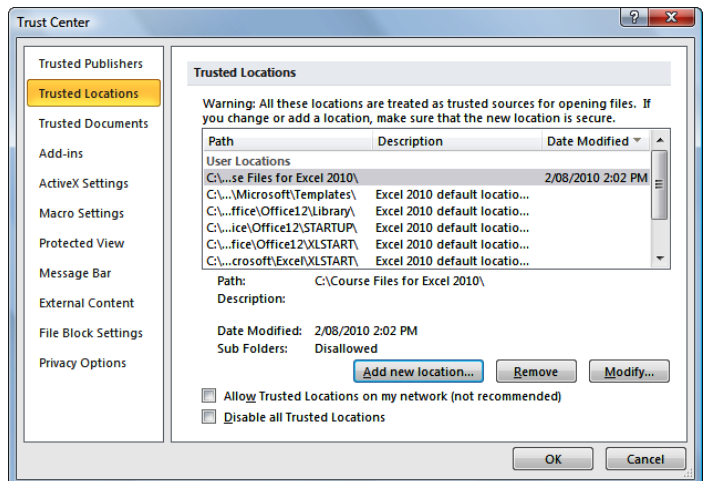 Trust Center
Trusted Publishers
Trusted Locations
Trusted Documents
Add-ins
ActiveX Settings
Macro Settings
Protected View
Message Bar
External Content
File Block Settings
Privacy Options
Trusted Locations
Warning: All these locations are treated as trusted sources for opening files. If
you change or add a location, make sure that the new location is secure.
Path Description Date Modified
User Locations
C:\...se Files for Excel 2010\ 2/08/2010 2:02 PM
C:\...\Microsoft\Templates\ Excel 2010 default locatio...
C:\...ffice\Office12\Library\ Excel 2010 default locatio...
C:\...ice\Office12\STARTUP\ Excel 2010 default locatio...
C:\...fice\Office12\XLSTART\ Excel 2010 default locatio...
C:\...crosoft\Excel\XLSTART\ Excel 2010 default locatio...
Path: C:\Course Files for Excel 2010\
Description:
Date Modified: 2/08/2010 2:02 PM
Sub Folders: Disallowed
Add new location... Remove Modify...
Allow Trusted Locations on my network (not recommended)
Disable all Trusted Locations
OK Cancel